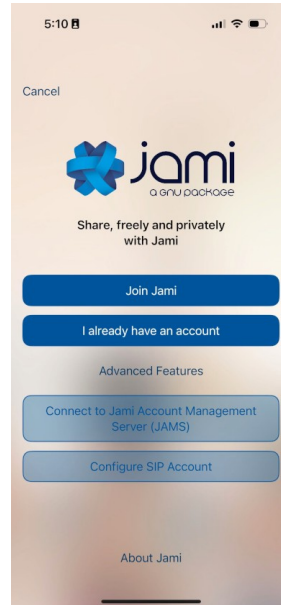 5:10
Cancel
jami
a GNU package
Share, freely and privately
with Jami
Join Jami
I already have an account
Advanced Features
Connect to Jami Account Management
Server (JAMS)
Configure SIP Account
About Jami